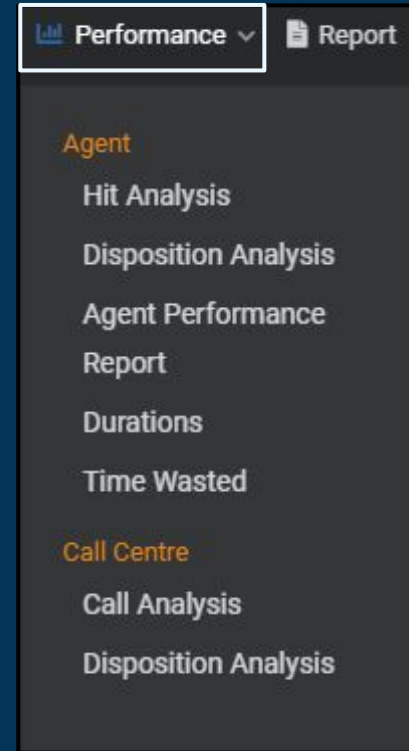 Performance Report
Agent
Hit Analysis
Disposition Analysis
Agent Performance
Report
Durations
Time Wasted
Call Centre
Call Analysis
Disposition Analysis